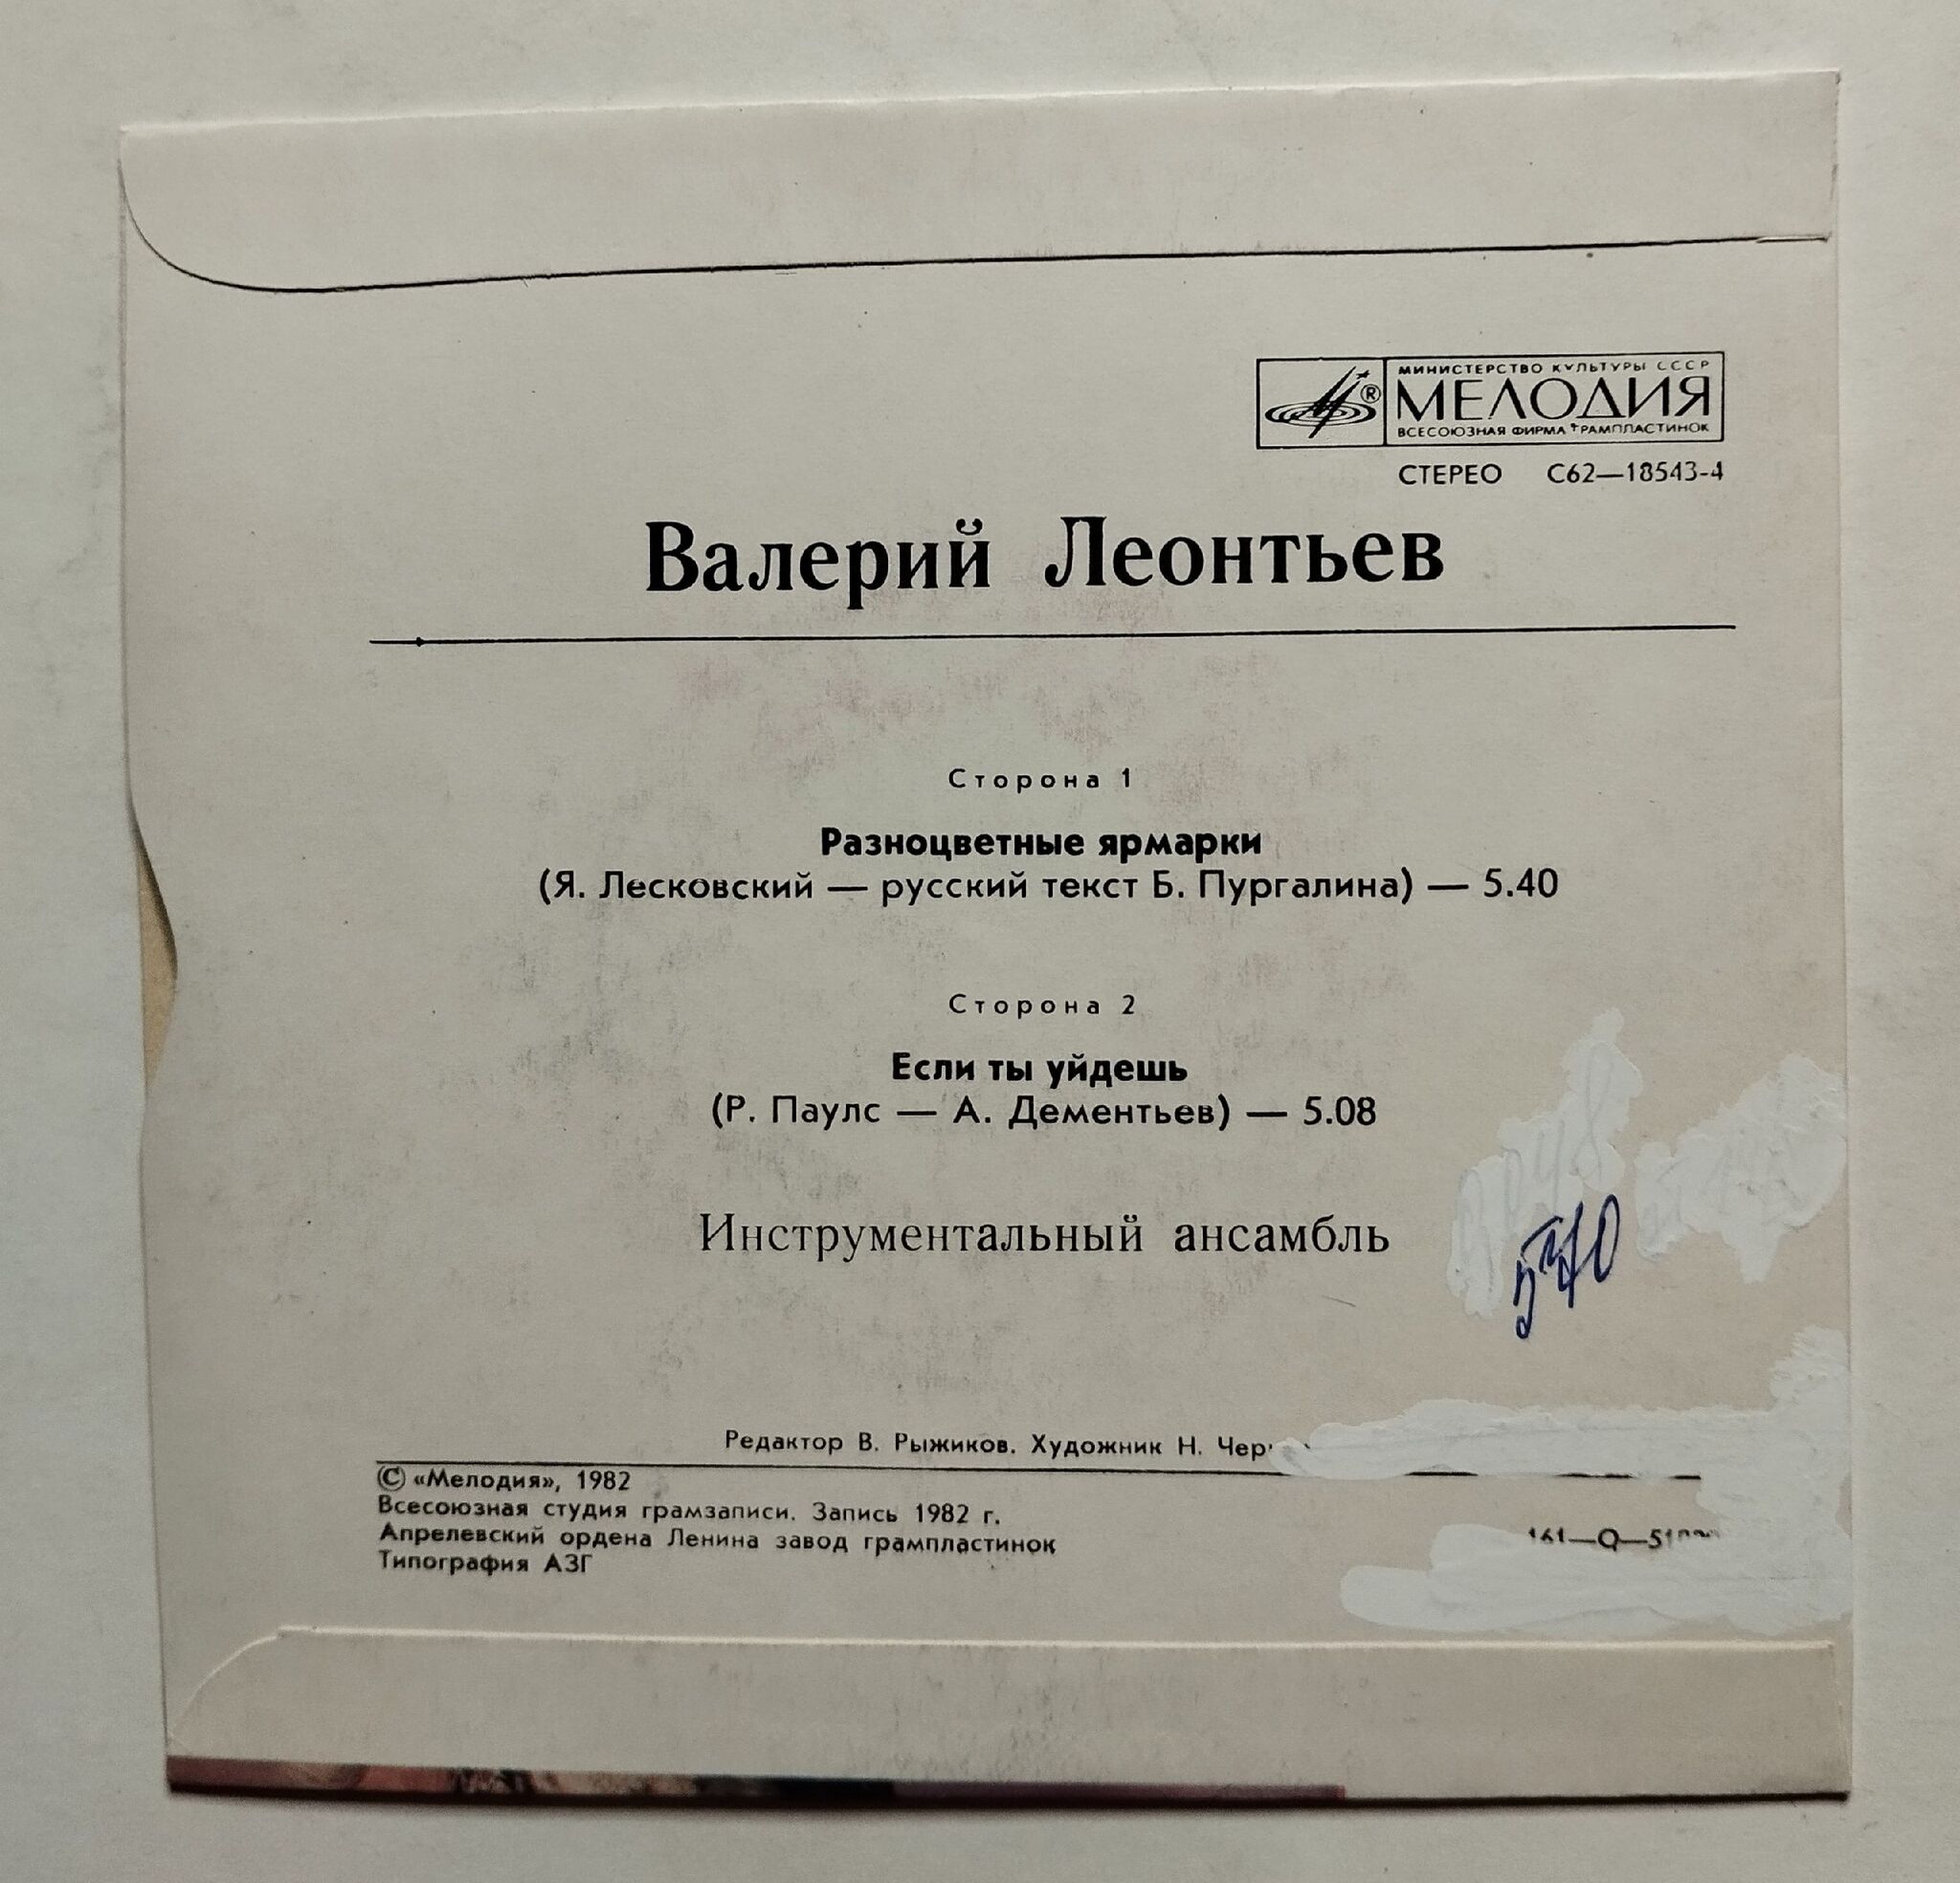 МИНИСТЕРСТВО КУЛЬТУРЫ СССР
МЕЛОДИЯ
ВСЕСОЮЗНАЯ ФИРМА ГРАМПЛАСТИНОК
®
СТЕРЕО С62—18543-4
Валерий Леонтьев
Сторона 1
Разноцветные ярмарки
(Я. Лесковский — русский текст Б. Пургалина) — 5.40
Сторона 2
Если ты уйдешь
(Р. Паулс — А. Дементьев) — 5.08
Инструментальный ансамбль
Редактор В. Рыжиков. Художник Н.
© «Мелодия», 1982
Всесоюзная студия грамзаписи. Запись 1982 г.
Апрелевский ордена Ленина завод грампластинок
Типография АЗГ